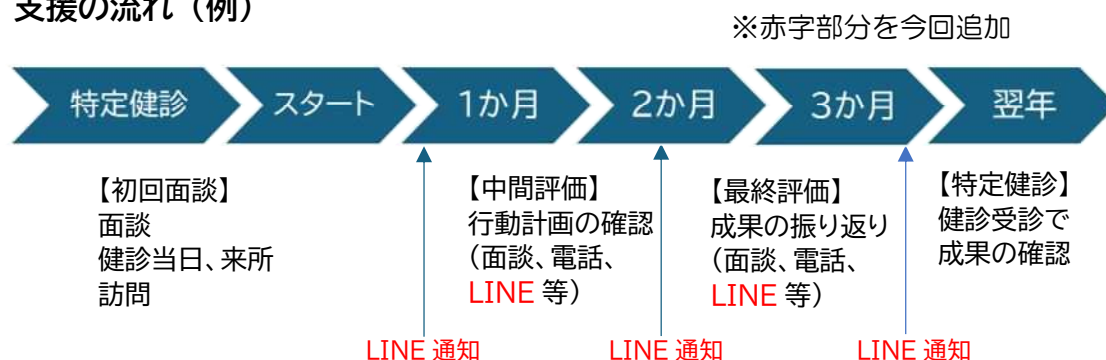 支援の流れ（例）
※赤字部分を今回追加
特定健診
スタート
1か月
2か月
3か月
翌年
【初回面談】
面談
健診当日、来所
訪問
【中間評価】
行動計画の確認
（面談、電話、
LINE 等）
【最終評価】
成果の振り返り
（面談、電話、
LINE 等）
【特定健診】
健診受診で
成果の確認
LINE 通知
LINE 通知
LINE 通知